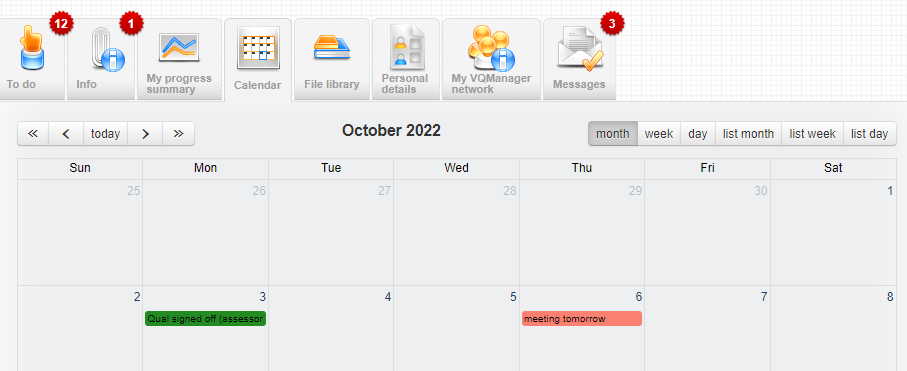 12
1
3
To do
Info
My progress
summary
Calendar
File library
Personal
details
My VQManager
network
Messages
today
October 2022
month week day list month list week list day
Sun Mon Tue Wed Thu Fri Sat
25 26 27 28 29 30 1
2 3 4 5 6 7 8
Qual signed off (assessor
meeting tomorrow